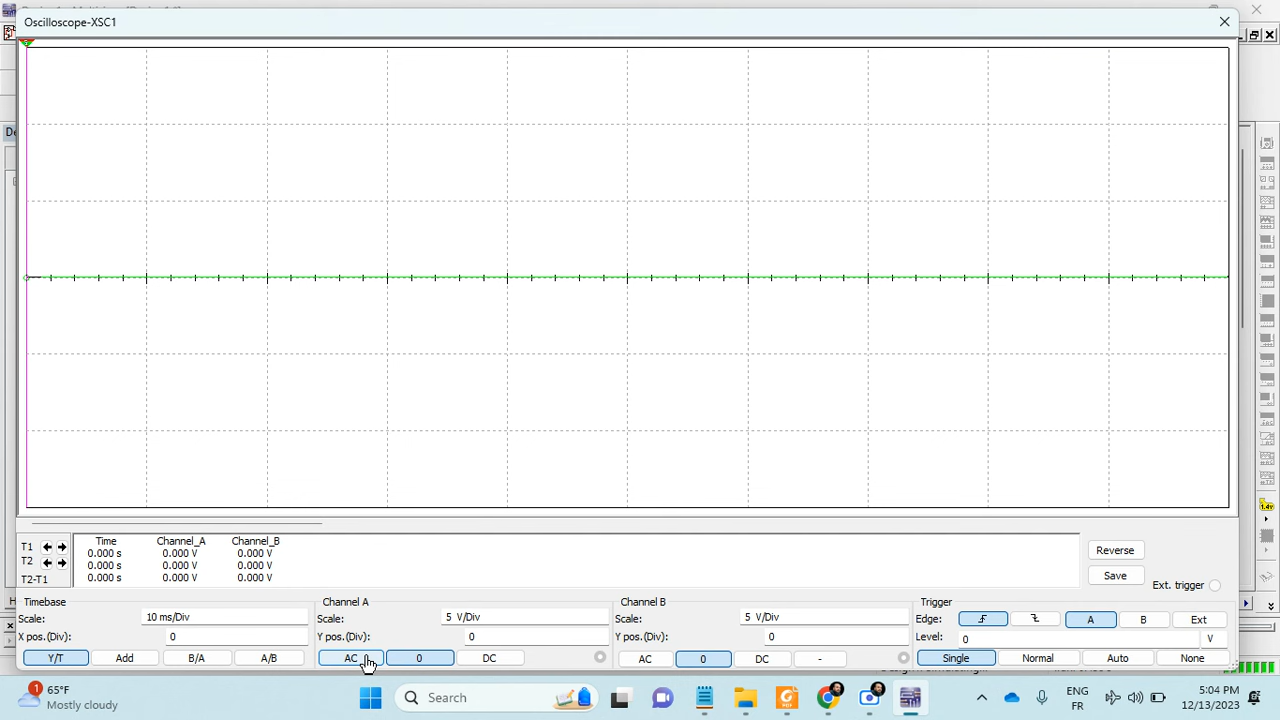 Oscilloscope-XSC1
De
T1
T2
T2-T1
Time Channel_A Channel_B
0.000 s 0.000 V 0.000 V
0.000 s 0.000 V 0.000 V
0.000 s 0.000 V 0.000 V
Reverse
Save
Ext. trigger
Timebase
Scale: 10 ms/Div
X pos.(Div): 0
Y/T Add B/A A/B
Channel A
Scale: 5 V/Div
Y pos.(Div): 0
AC 0 DC
Channel B
Scale: 5 V/Div
Y pos.(Div): 0
AC 0 DC -
Trigger
Edge: A B Ext
Level: 0 V
Single Normal Auto None
1.4v
1
65°F
Mostly cloudy
Search
ENG
FR
5:04 PM
12/13/2023